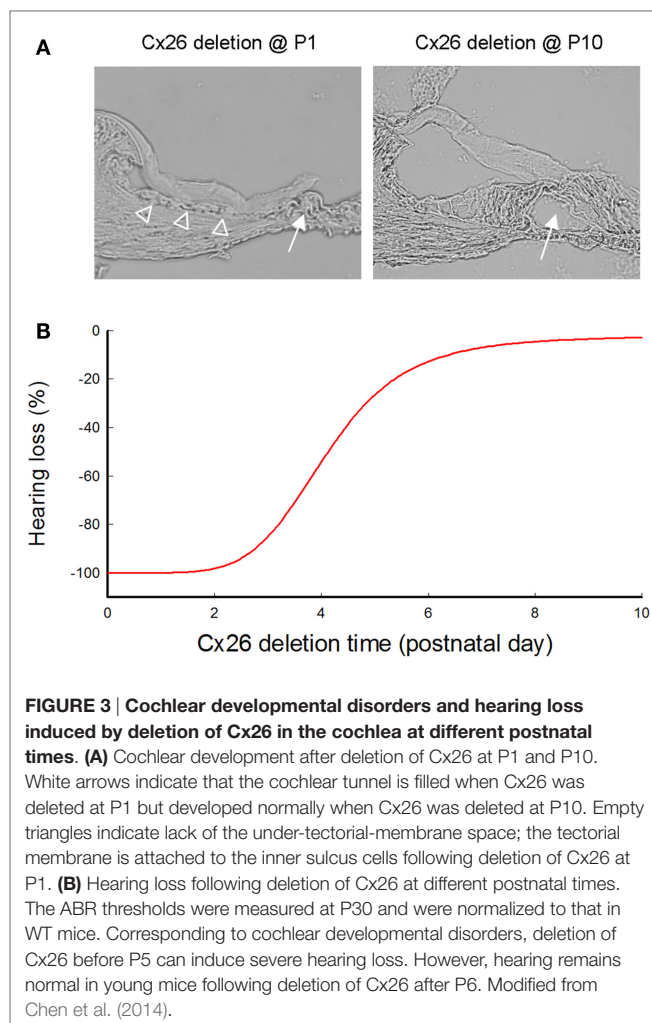 A
Cx26 deletion @ P1
Cx26 deletion @ P10
B
0
-20
-40
-60
-80
-100
Hearing loss (%)
0 2 4 6 8 10
Cx26 deletion time (postnatal day)
FIGURE 3 | Cochlear developmental disorders and hearing loss
induced by deletion of Cx26 in the cochlea at different postnatal
times. (A) Cochlear development after deletion of Cx26 at P1 and P10.
White arrows indicate that the cochlear tunnel is filled when Cx26 was
deleted at P1 but developed normally when Cx26 was deleted at P10. Empty
triangles indicate lack of the under-tectorial-membrane space; the tectorial
membrane is attached to the inner sulcus cells following deletion of Cx26 at
P1. (B) Hearing loss following deletion of Cx26 at different postnatal times.
The ABR thresholds were measured at P30 and were normalized to that in
WT mice. Corresponding to cochlear developmental disorders, deletion of
Cx26 before P5 can induce severe hearing loss. However, hearing remains
normal in young mice following deletion of Cx26 after P6. Modified from
Chen et al. (2014).